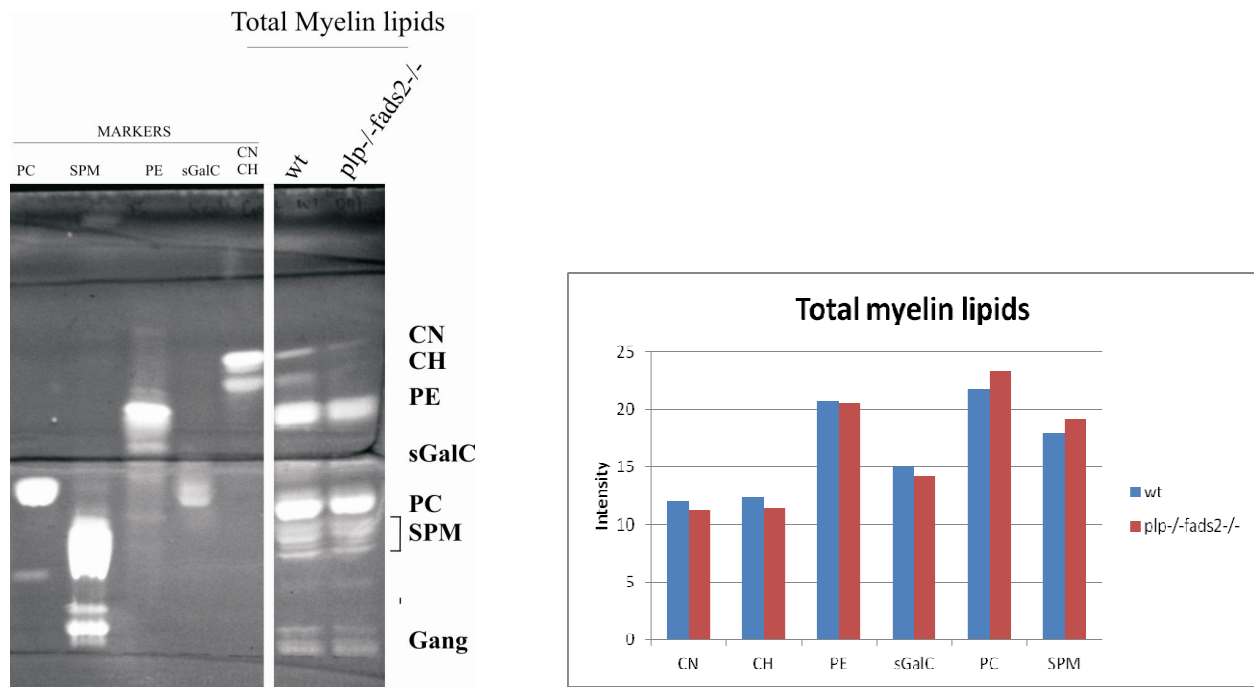 Total Myelin lipids
MARKERS
PC SPM PE sGalC CN CH wt plp-/-fads2-/-
CN
CH
PE
sGalC
PC
SPM
Gang
Total myelin lipids
25
20
15
10
5
0
Intensity
CN CH PE sGalC PC SPM
wt
plp-/-fads2-/-